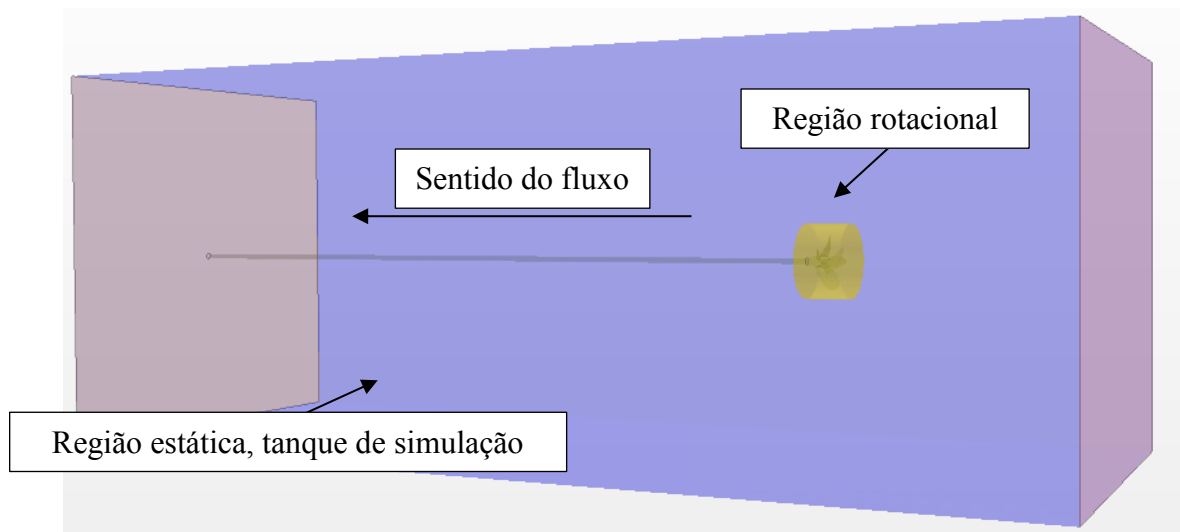 Região rotacional
Sentido do fluxo
Região estática, tanque de simulação